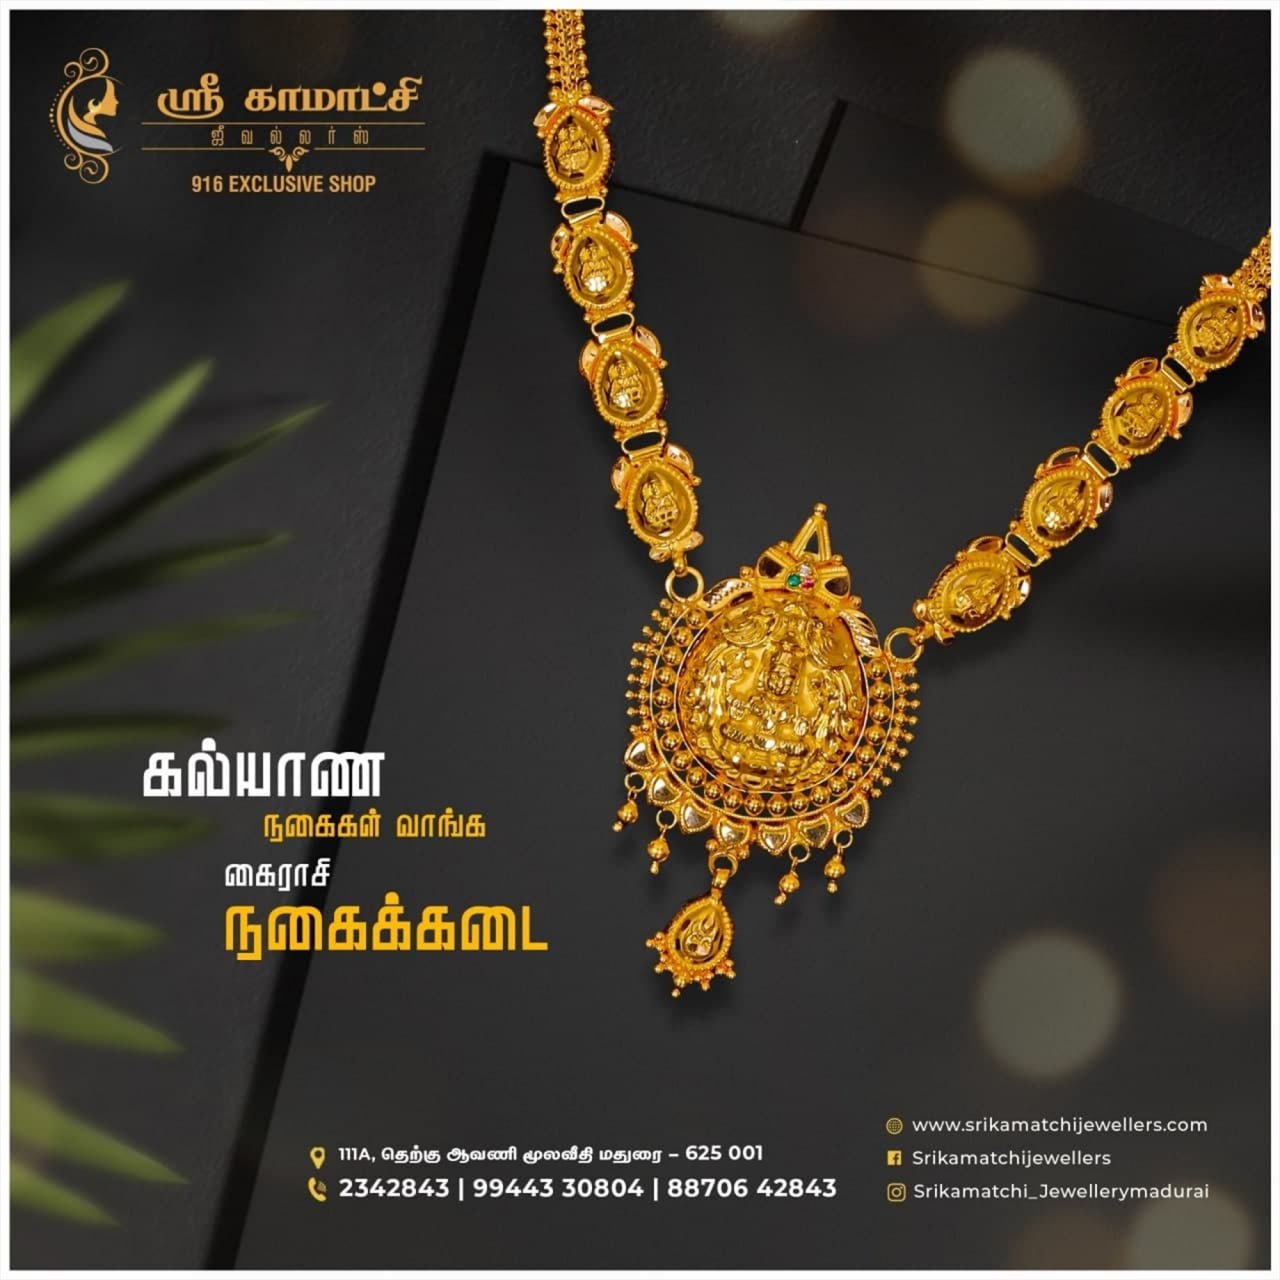 ஸ்ரீ காமாட்சி
ஜீவல்லர்ஸ்
916 EXCLUSIVE SHOP
கல்யாண
நகைகள் வாங்க
கைராசி
நகைக்கடை
111A, தெற்கு ஆவணி மூலவீதி மதுரை – 625 001
2342843 | 99443 30804 | 88706 42843
www.srikamatchijewellers.com
Srikamatchijewellers
Srikamatchi_Jewellerymadurai